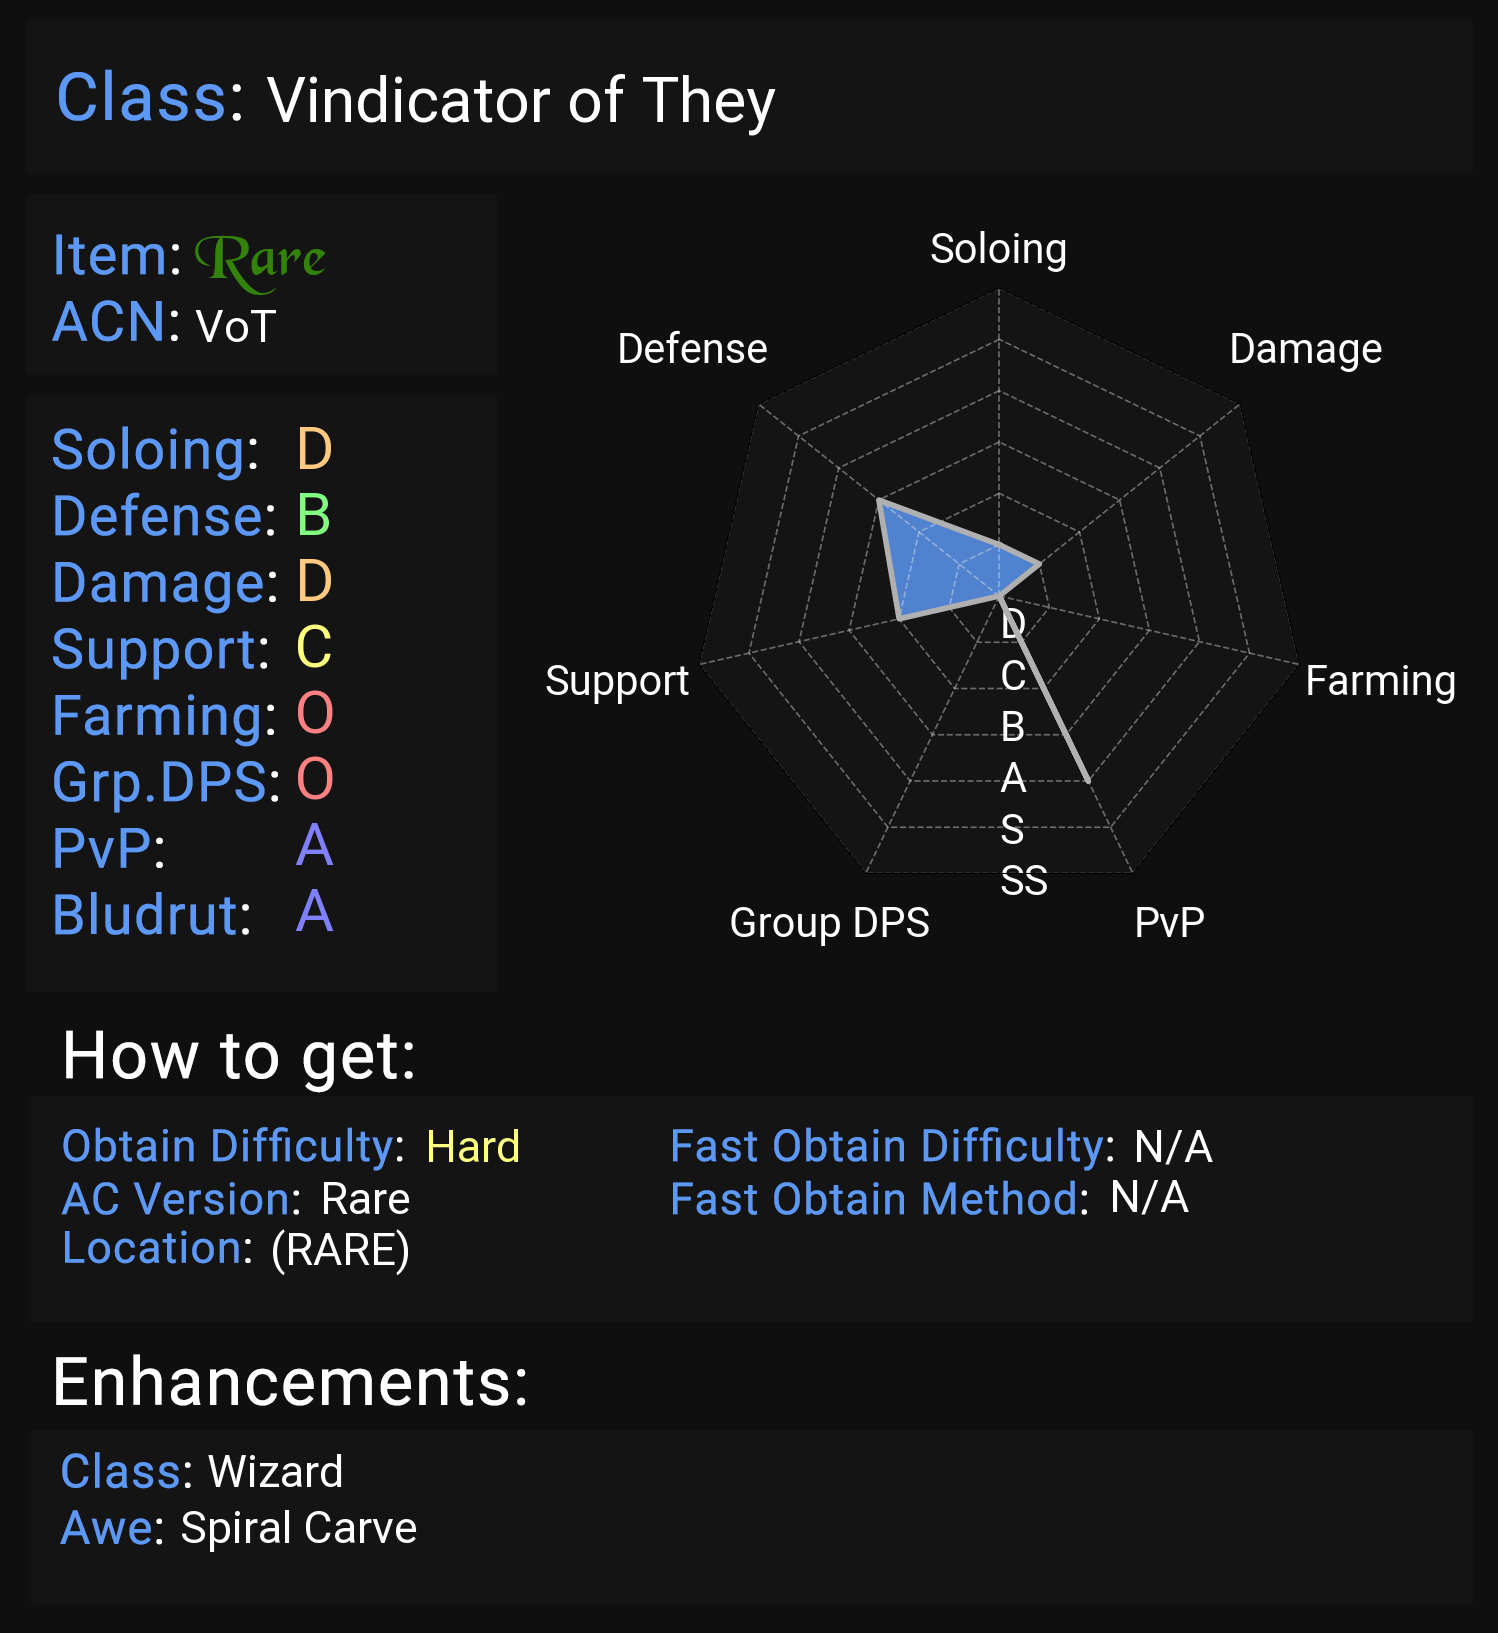 Class: Vindicator of They
Item: Rare
ACN: VoT
Soloing: D
Defense: B
Damage: D
Support: C
Farming: O
Grp.DPS: O
PvP: A
Bludrut: A
Soloing
Defense
Damage
Support
Farming
D
C
B
A
S
SS
Group DPS
PvP
How to get:
Obtain Difficulty: Hard
AC Version: Rare
Location: (RARE)
Fast Obtain Difficulty: N/A
Fast Obtain Method: N/A
Enhancements:
Class: Wizard
Awe: Spiral Carve